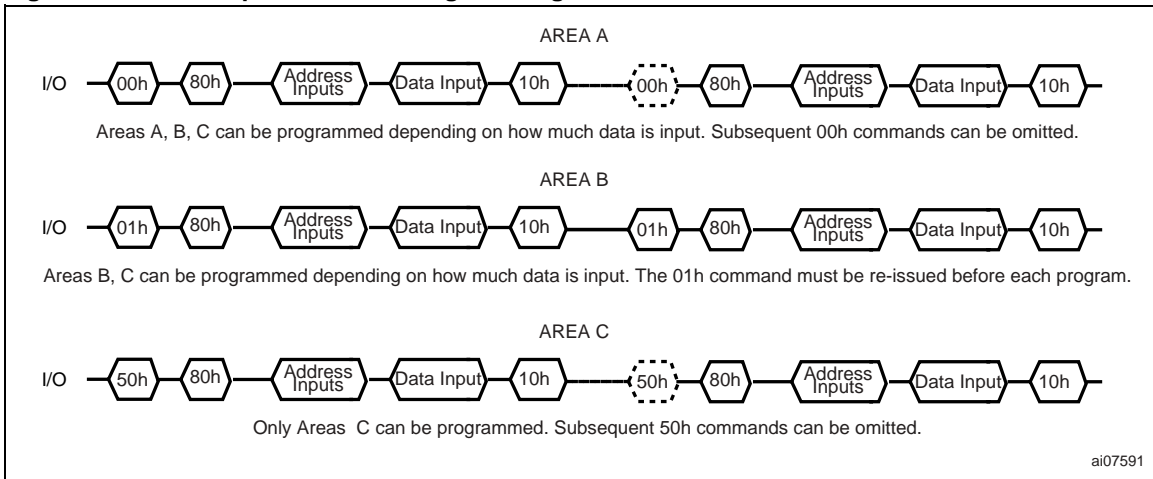 AREA A
I/O 00h 80h Address Inputs Data Input 10h 00h 80h Address Inputs Data Input 10h
Areas A, B, C can be programmed depending on how much data is input. Subsequent 00h commands can be omitted.
AREA B
I/O 01h 80h Address Inputs Data Input 10h 01h 80h Address Inputs Data Input 10h
Areas B, C can be programmed depending on how much data is input. The 01h command must be re-issued before each program.
AREA C
I/O 50h 80h Address Inputs Data Input 10h 50h 80h Address Inputs Data Input 10h
Only Areas C can be programmed. Subsequent 50h commands can be omitted.
ai07591